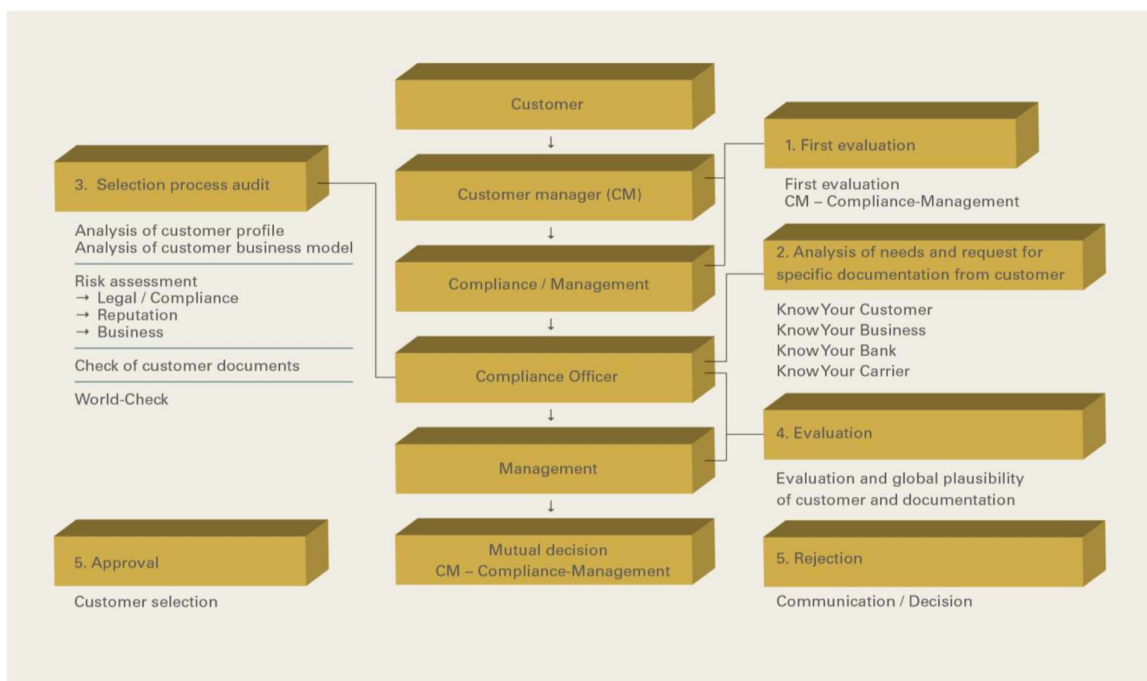 Customer
1. First evaluation
First evaluation
CM – Compliance-Management
3. Selection process audit
Analysis of customer profile
Analysis of customer business model
Risk assessment
→ Legal / Compliance
→ Reputation
→ Business
Check of customer documents
World-Check
Customer manager (CM)
2. Analysis of needs and request for
specific documentation from customer
Know Your Customer
Know Your Business
Know Your Bank
Know Your Carrier
Compliance / Management
Compliance Officer
4. Evaluation
Evaluation and global plausibility
of customer and documentation
Management
5. Approval
Customer selection
Mutual decision
CM – Compliance-Management
5. Rejection
Communication / Decision